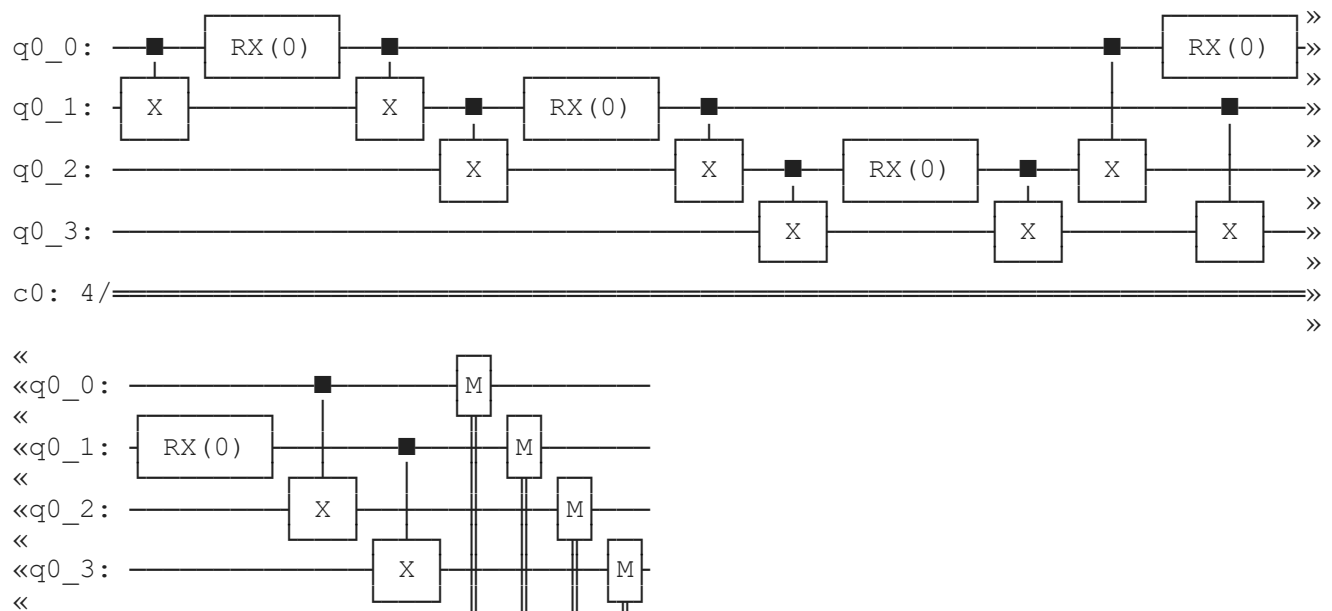 »
q0_0: ■ RX(0) ■ ■ RX(0) »
»
q0_1: X X ■ RX(0) ■ ■ »
»
q0_2: X X ■ RX(0) ■ X »
»
q0_3: X X X »
»
c0: 4/ »
»
«
«q0_0: ■ M
«
«q0_1: RX(0) ■ M
«
«q0_2: X M
«
«q0_3: X M
«